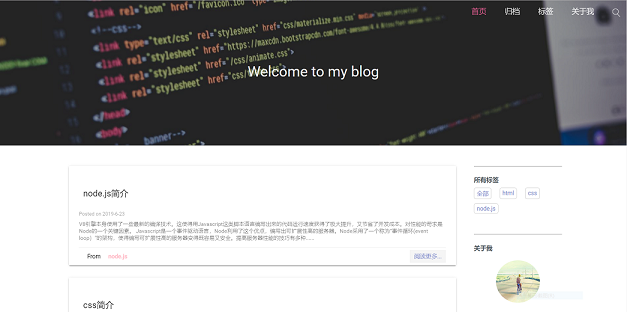 首页 归档 标签 关于我
<link rel="icon" href="/favicon.ico"
<!--css-->
<link type="text/css" rel="stylesheet" href="css/materialize.min.css"
<link rel="stylesheet" href="https://maxcdn.bootstrapcdn.com/font-awesome/4.
<link rel="stylesheet" href="/css/animate.css">
<link rel="stylesheet" href="css/
</head>
<body>
banner-->
Welcome to my blog
node.js简介
Posted on 2019-6-23
V8引擎本身使用了一些最新的编译技术。这使得用Javascript这类脚本语言编写出来的代码运行速度获得了极大提升，又节省了开发成本。对性能的苛求是
Node的一个关键因素。 Javascript是一个事件驱动语言，Node利用了这个优点，编写出可扩展性高的服务器。Node采用了一个称为“事件循环(event
loop）”的架构，使得编写可扩展性高的服务器变得既容易又安全。提高服务器性能的技巧有多种......
From node.js
阅读更多...
css简介
所有标签
全部 html css
node.js
关于我